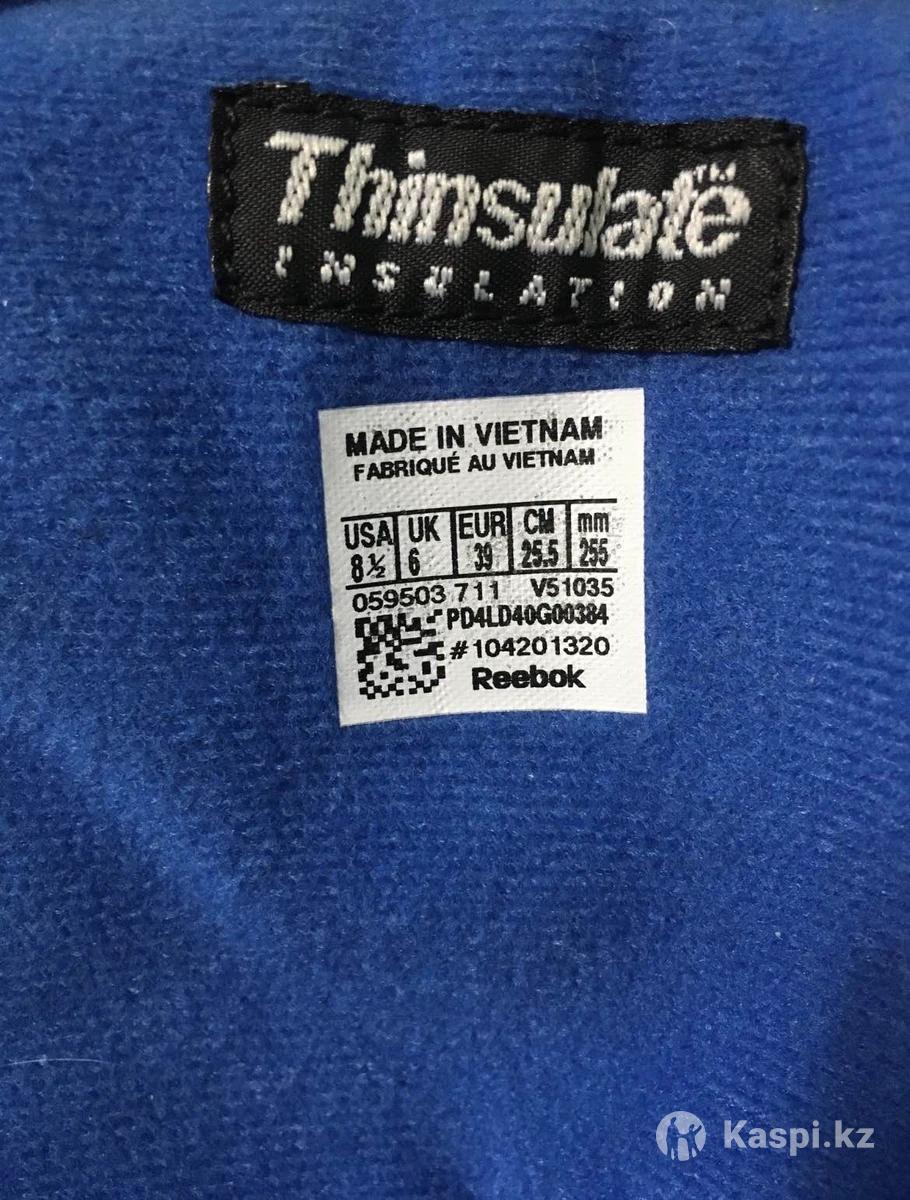 Thinsulate™
INSULATION
MADE IN VIETNAM
FABRIQUÉ AU VIETNAM
USA UK EUR CM mm
8½ 6 39 25.5 255
059503 711 V51035
PD4LD40G00384
#104201320
Reebok
Kaspi.kz